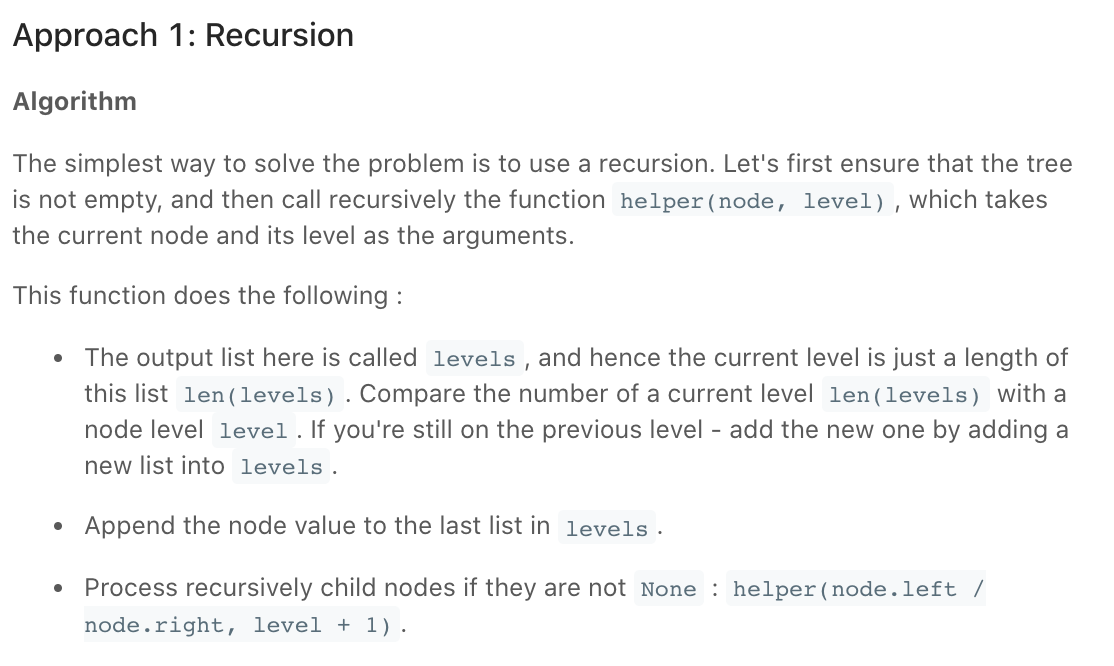 Approach 1: Recursion
Algorithm
The simplest way to solve the problem is to use a recursion. Let's first ensure that the tree
is not empty, and then call recursively the function helper(node, level) , which takes
the current node and its level as the arguments.
This function does the following :
• The output list here is called levels , and hence the current level is just a length of
this list len(levels) . Compare the number of a current level len(levels) with a
node level level . If you're still on the previous level - add the new one by adding a
new list into levels .
• Append the node value to the last list in levels .
• Process recursively child nodes if they are not None : helper(node.left /
node.right, level + 1) .